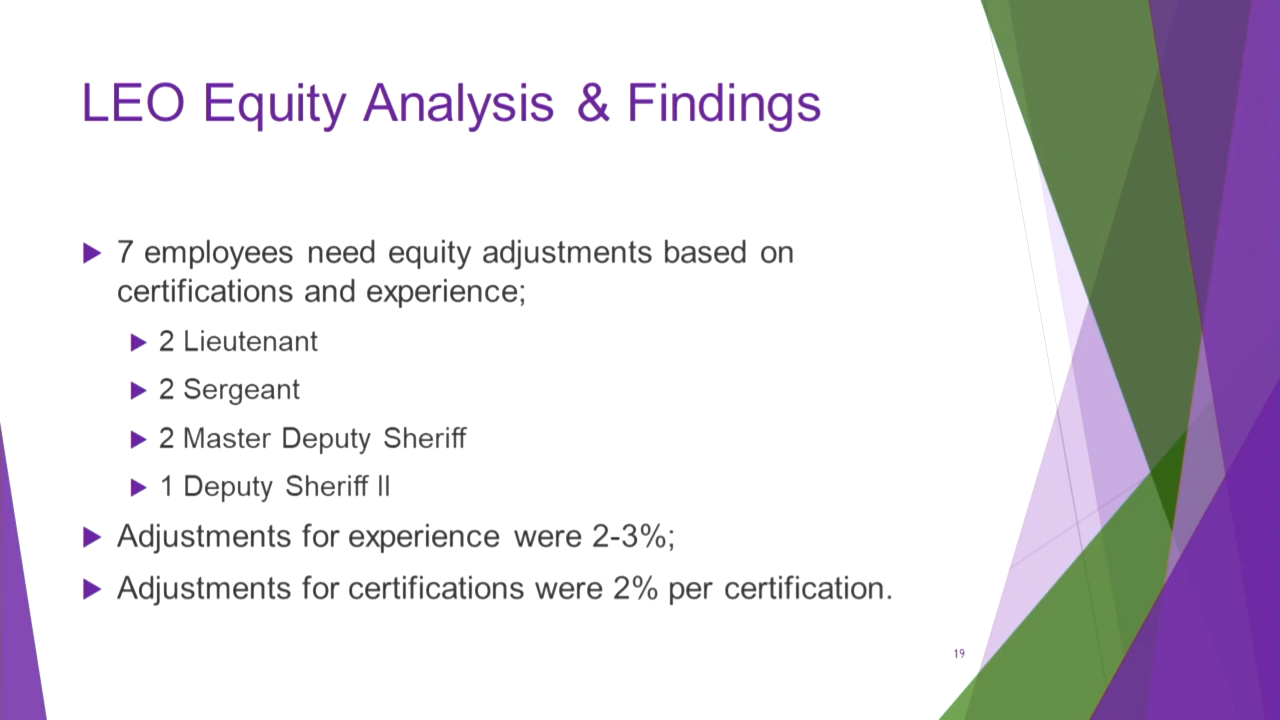 LEO Equity Analysis & Findings
7 employees need equity adjustments based on
certifications and experience;
2 Lieutenant
2 Sergeant
2 Master Deputy Sheriff
1 Deputy Sheriff II
Adjustments for experience were 2-3%;
Adjustments for certifications were 2% per certification.
19